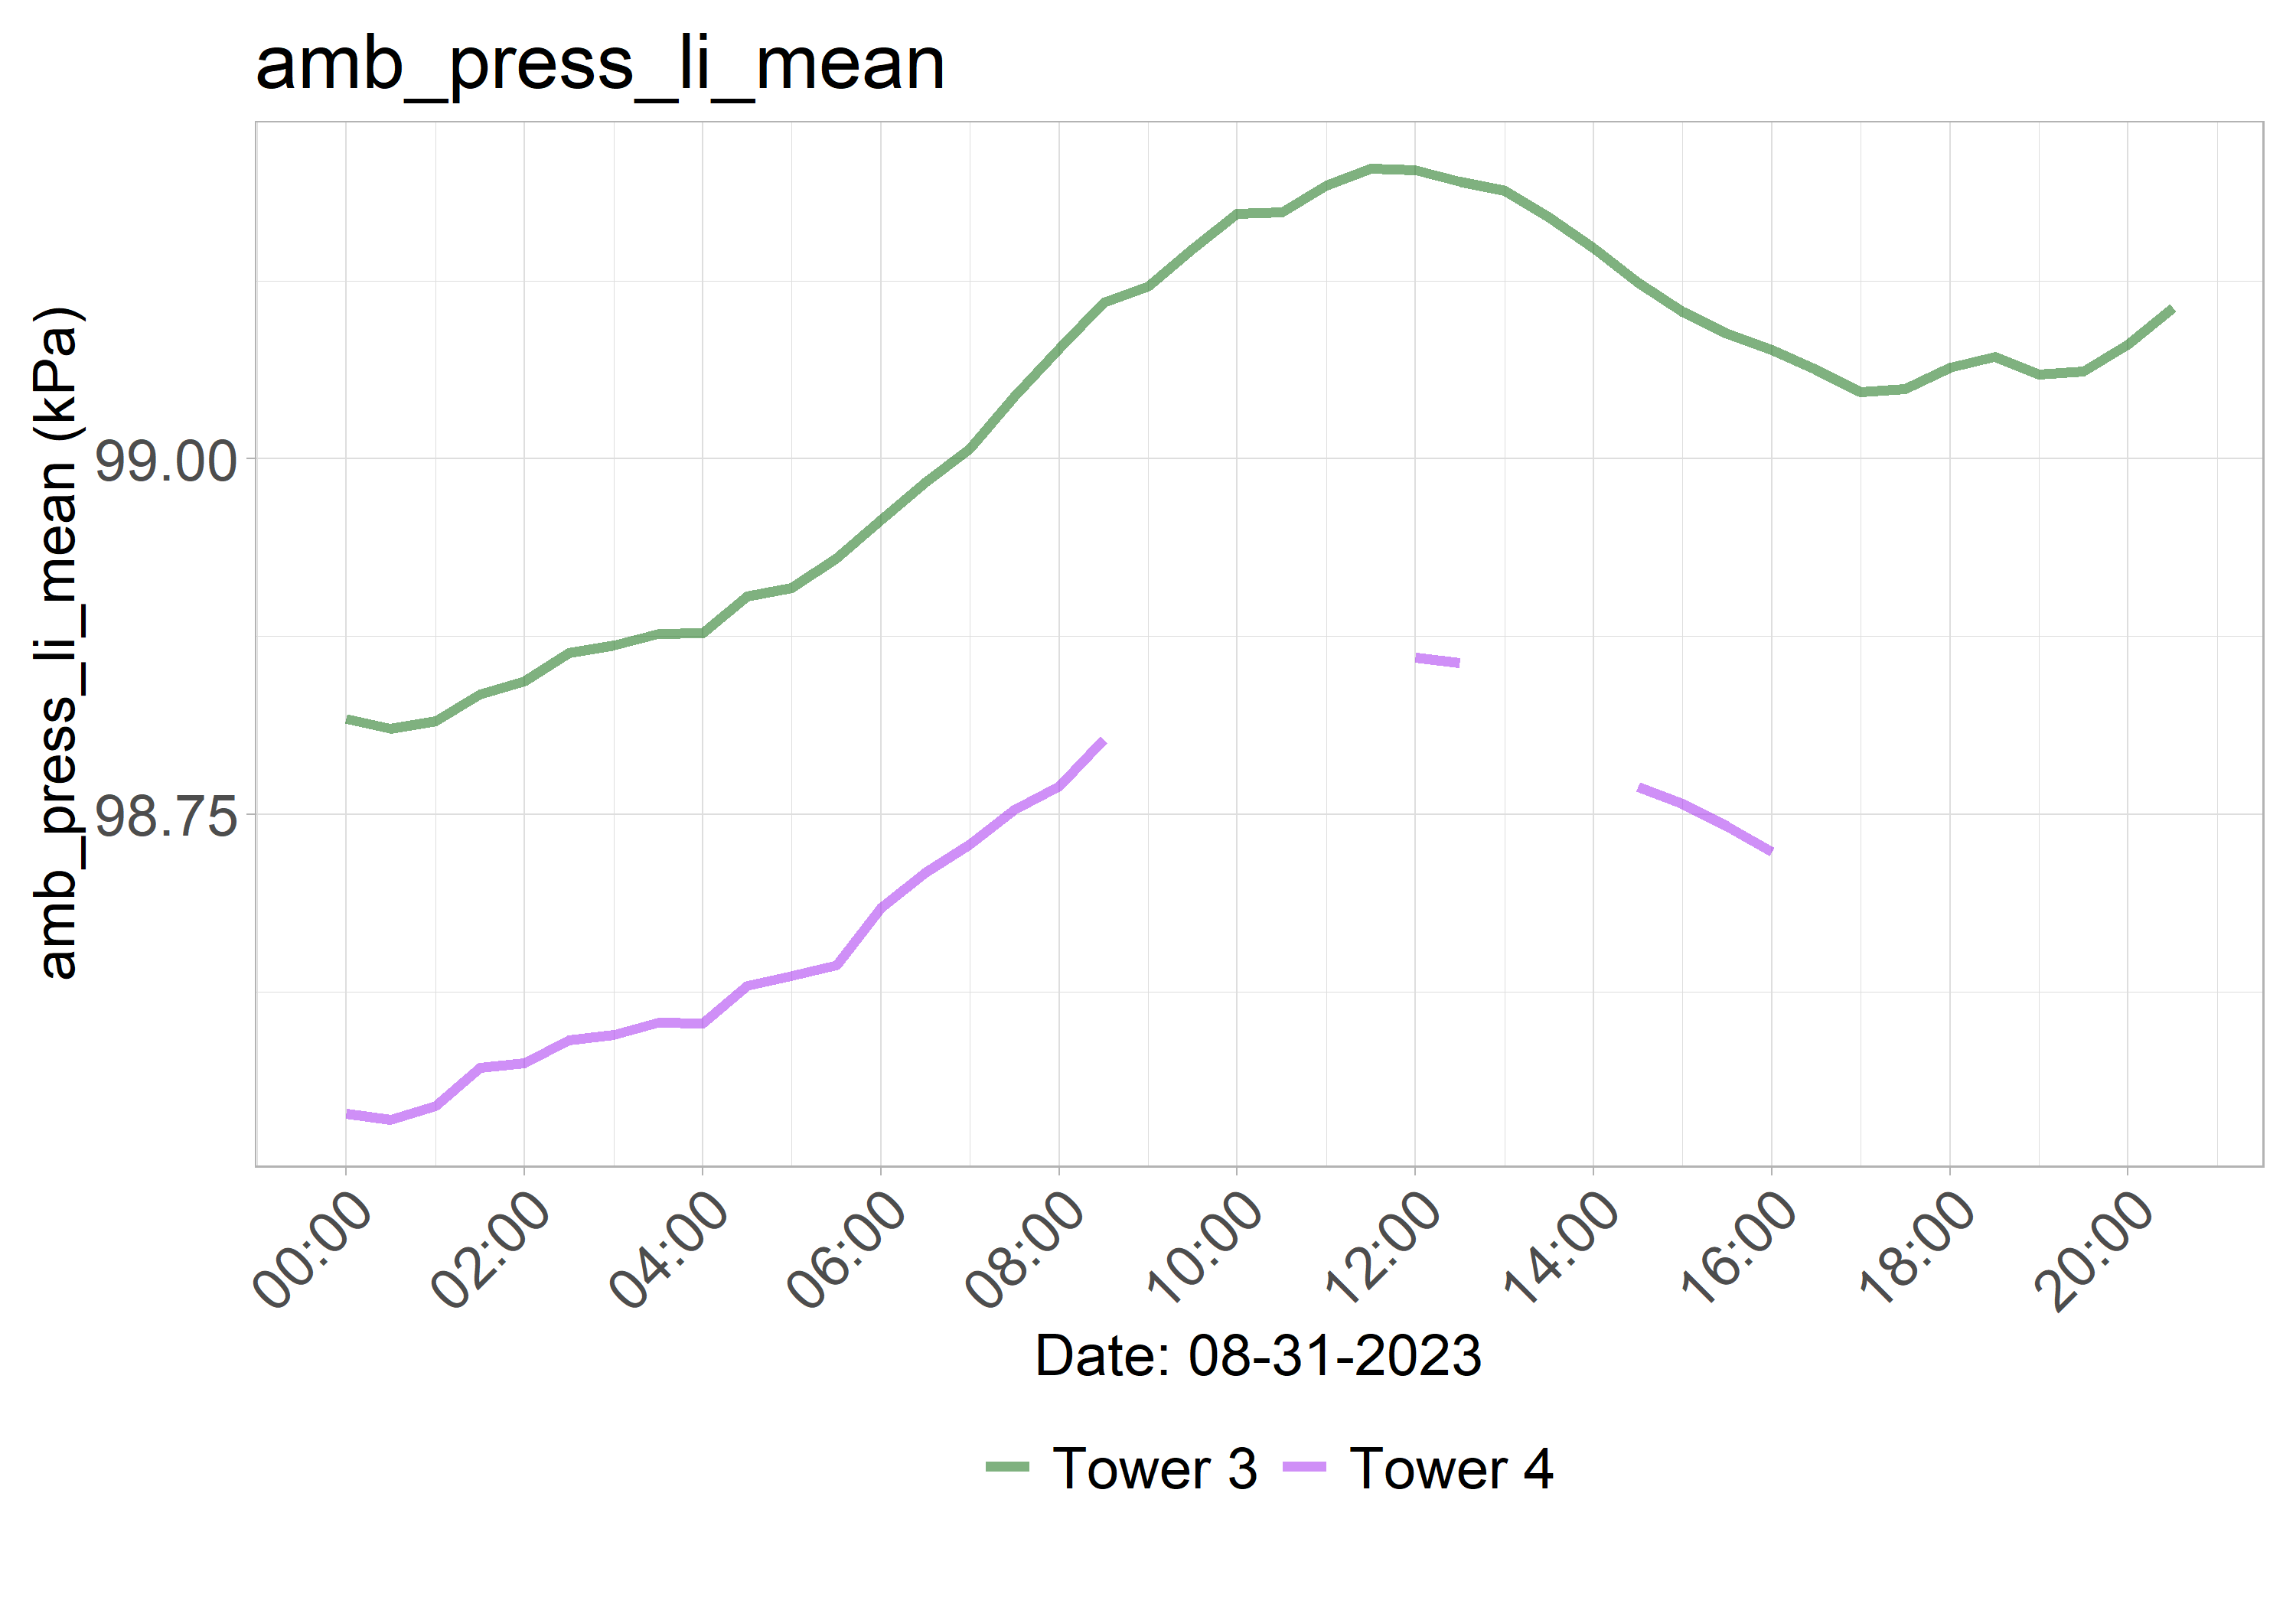 amb_press_li_mean
amb_press_li_mean (kPa)
99.00
98.75
00:00
02:00
04:00
06:00
08:00
10:00
12:00
14:00
16:00
18:00
20:00
Date: 08-31-2023
Tower 3
Tower 4